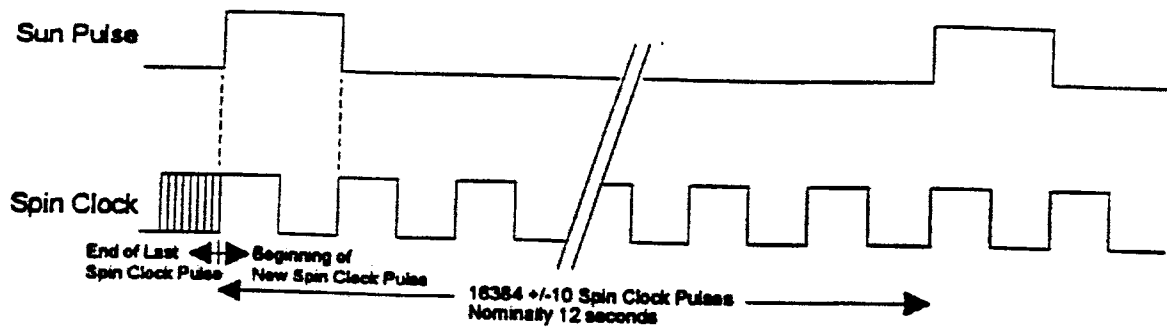 Sun Pulse
Spin Clock
End of Last
Spin Clock Pulse
Beginning of
New Spin Clock Pulse
16384 +/-10 Spin Clock Pulses
Nominally 12 seconds